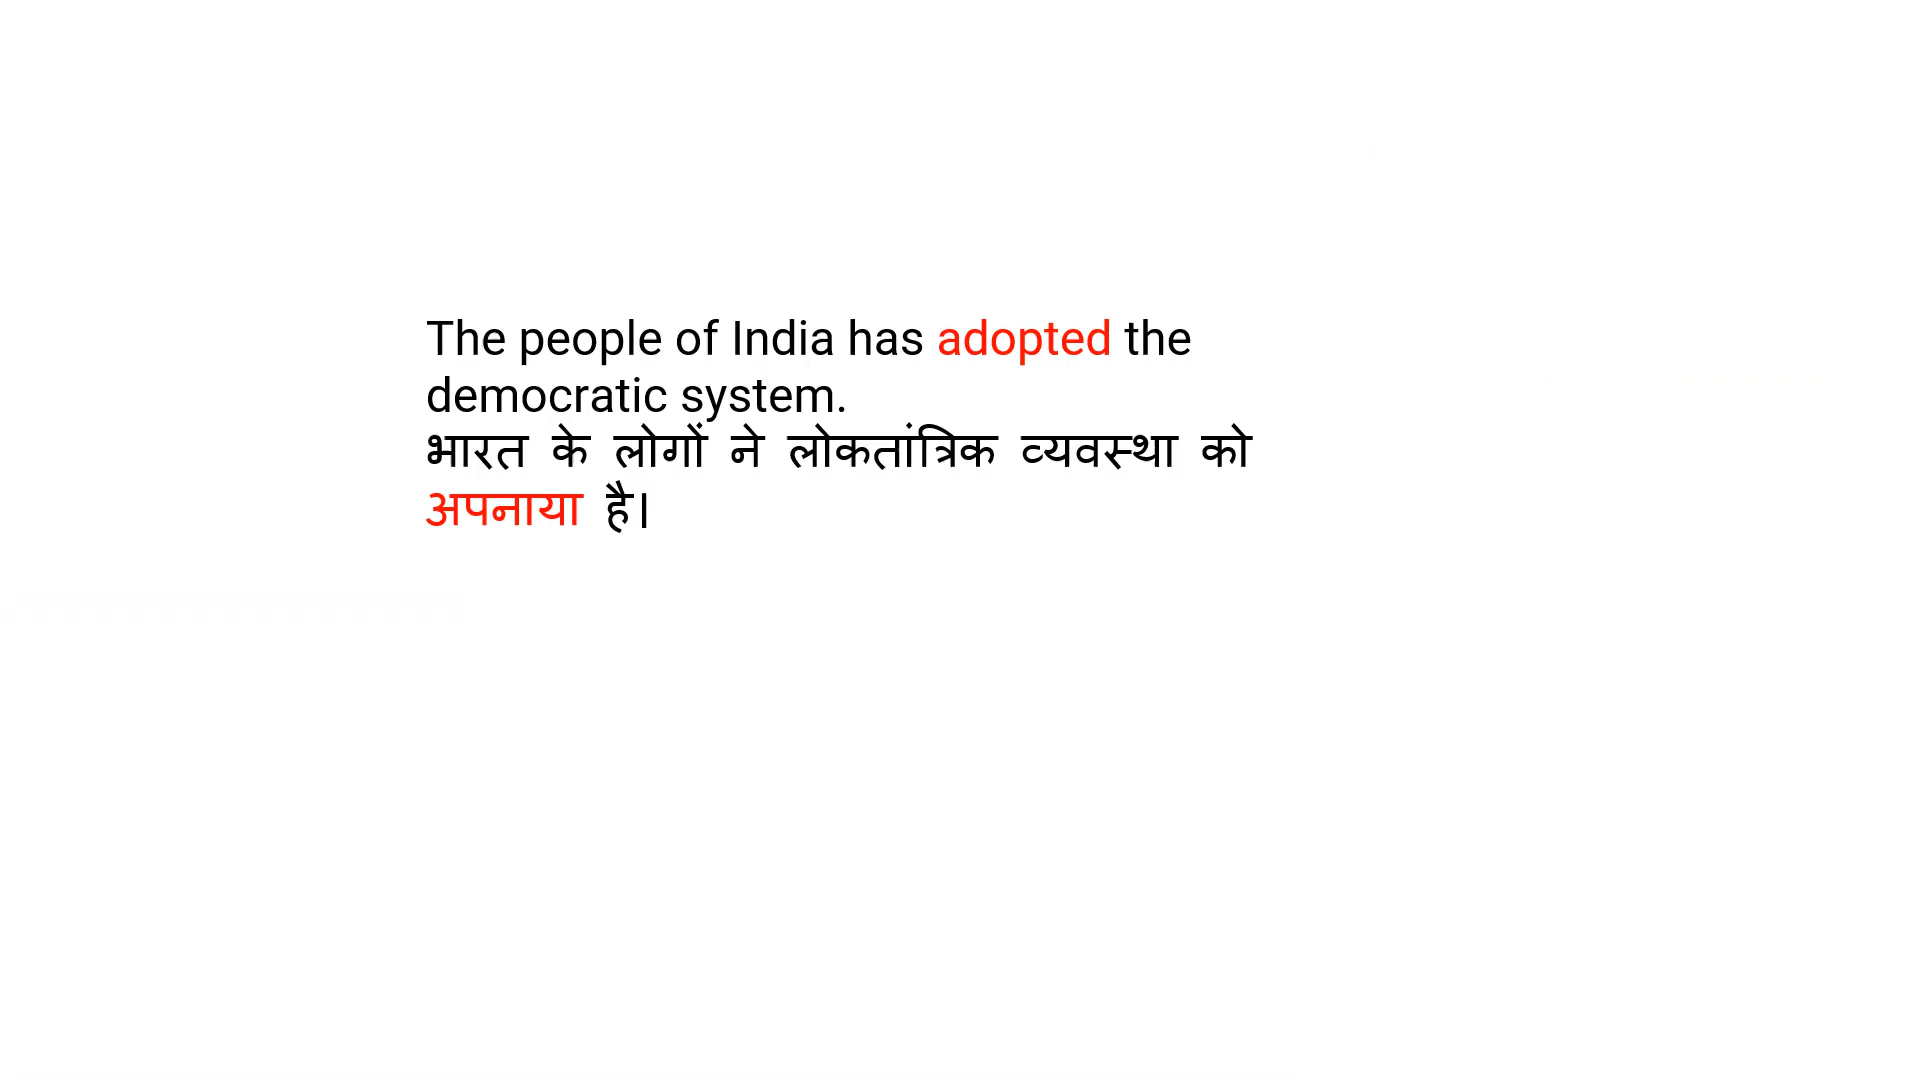 The people of India has adopted the
democratic system.
भारत के लोगों ने लोकतांत्रिक व्यवस्था को
अपनाया है।